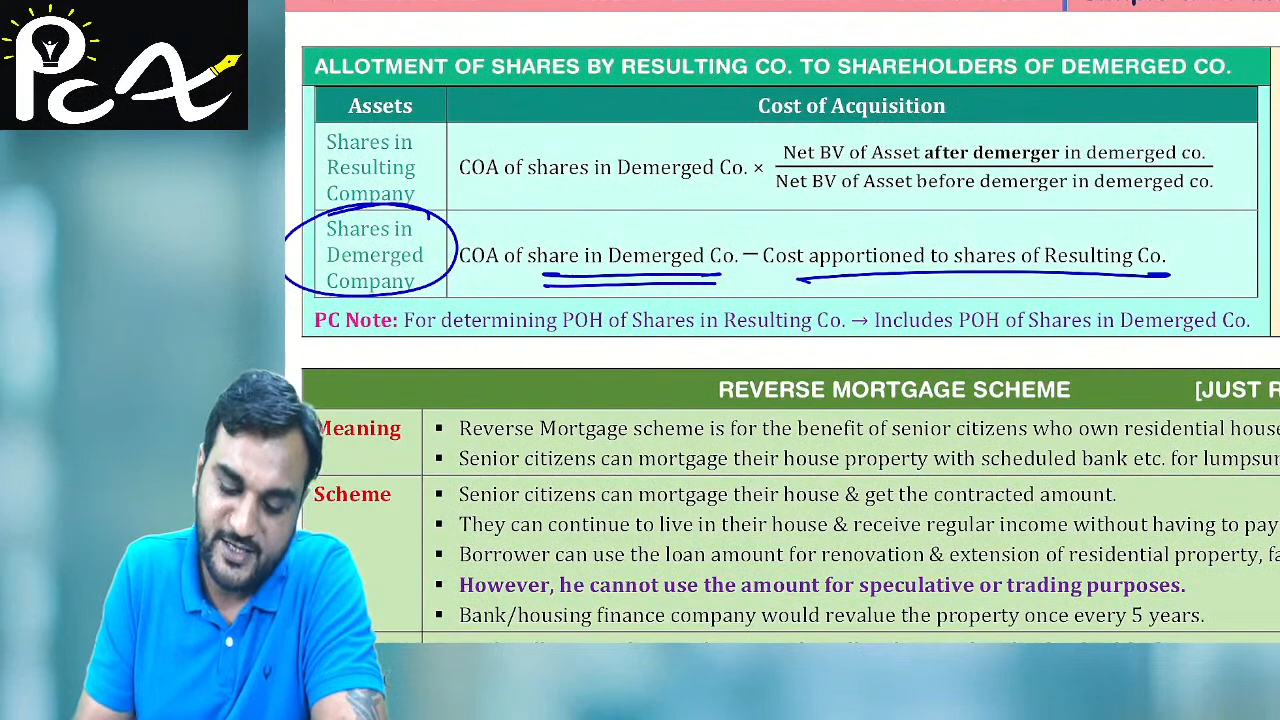 PCA
ALLOTMENT OF SHARES BY RESULTING CO. TO SHAREHOLDERS OF DEMERGED CO.
Assets
Cost of Acquisition
Shares in
Resulting
Company
COA of shares in Demerged Co. × Net BV of Asset after demerger in demerged co.
Net BV of Asset before demerger in demerged co.
Shares in
Demerged
Company
COA of share in Demerged Co. − Cost apportioned to shares of Resulting Co.
PC Note: For determining POH of Shares in Resulting Co. → Includes POH of Shares in Demerged Co.
REVERSE MORTGAGE SCHEME [JUST R
Meaning
▪ Reverse Mortgage scheme is for the benefit of senior citizens who own residential house
▪ Senior citizens can mortgage their house property with scheduled bank etc. for lumpsu
Scheme
▪ Senior citizens can mortgage their house & get the contracted amount.
▪ They can continue to live in their house & receive regular income without having to pay
▪ Borrower can use the loan amount for renovation & extension of residential property, fa
▪ However, he cannot use the amount for speculative or trading purposes.
▪ Bank/housing finance company would revalue the property once every 5 years.